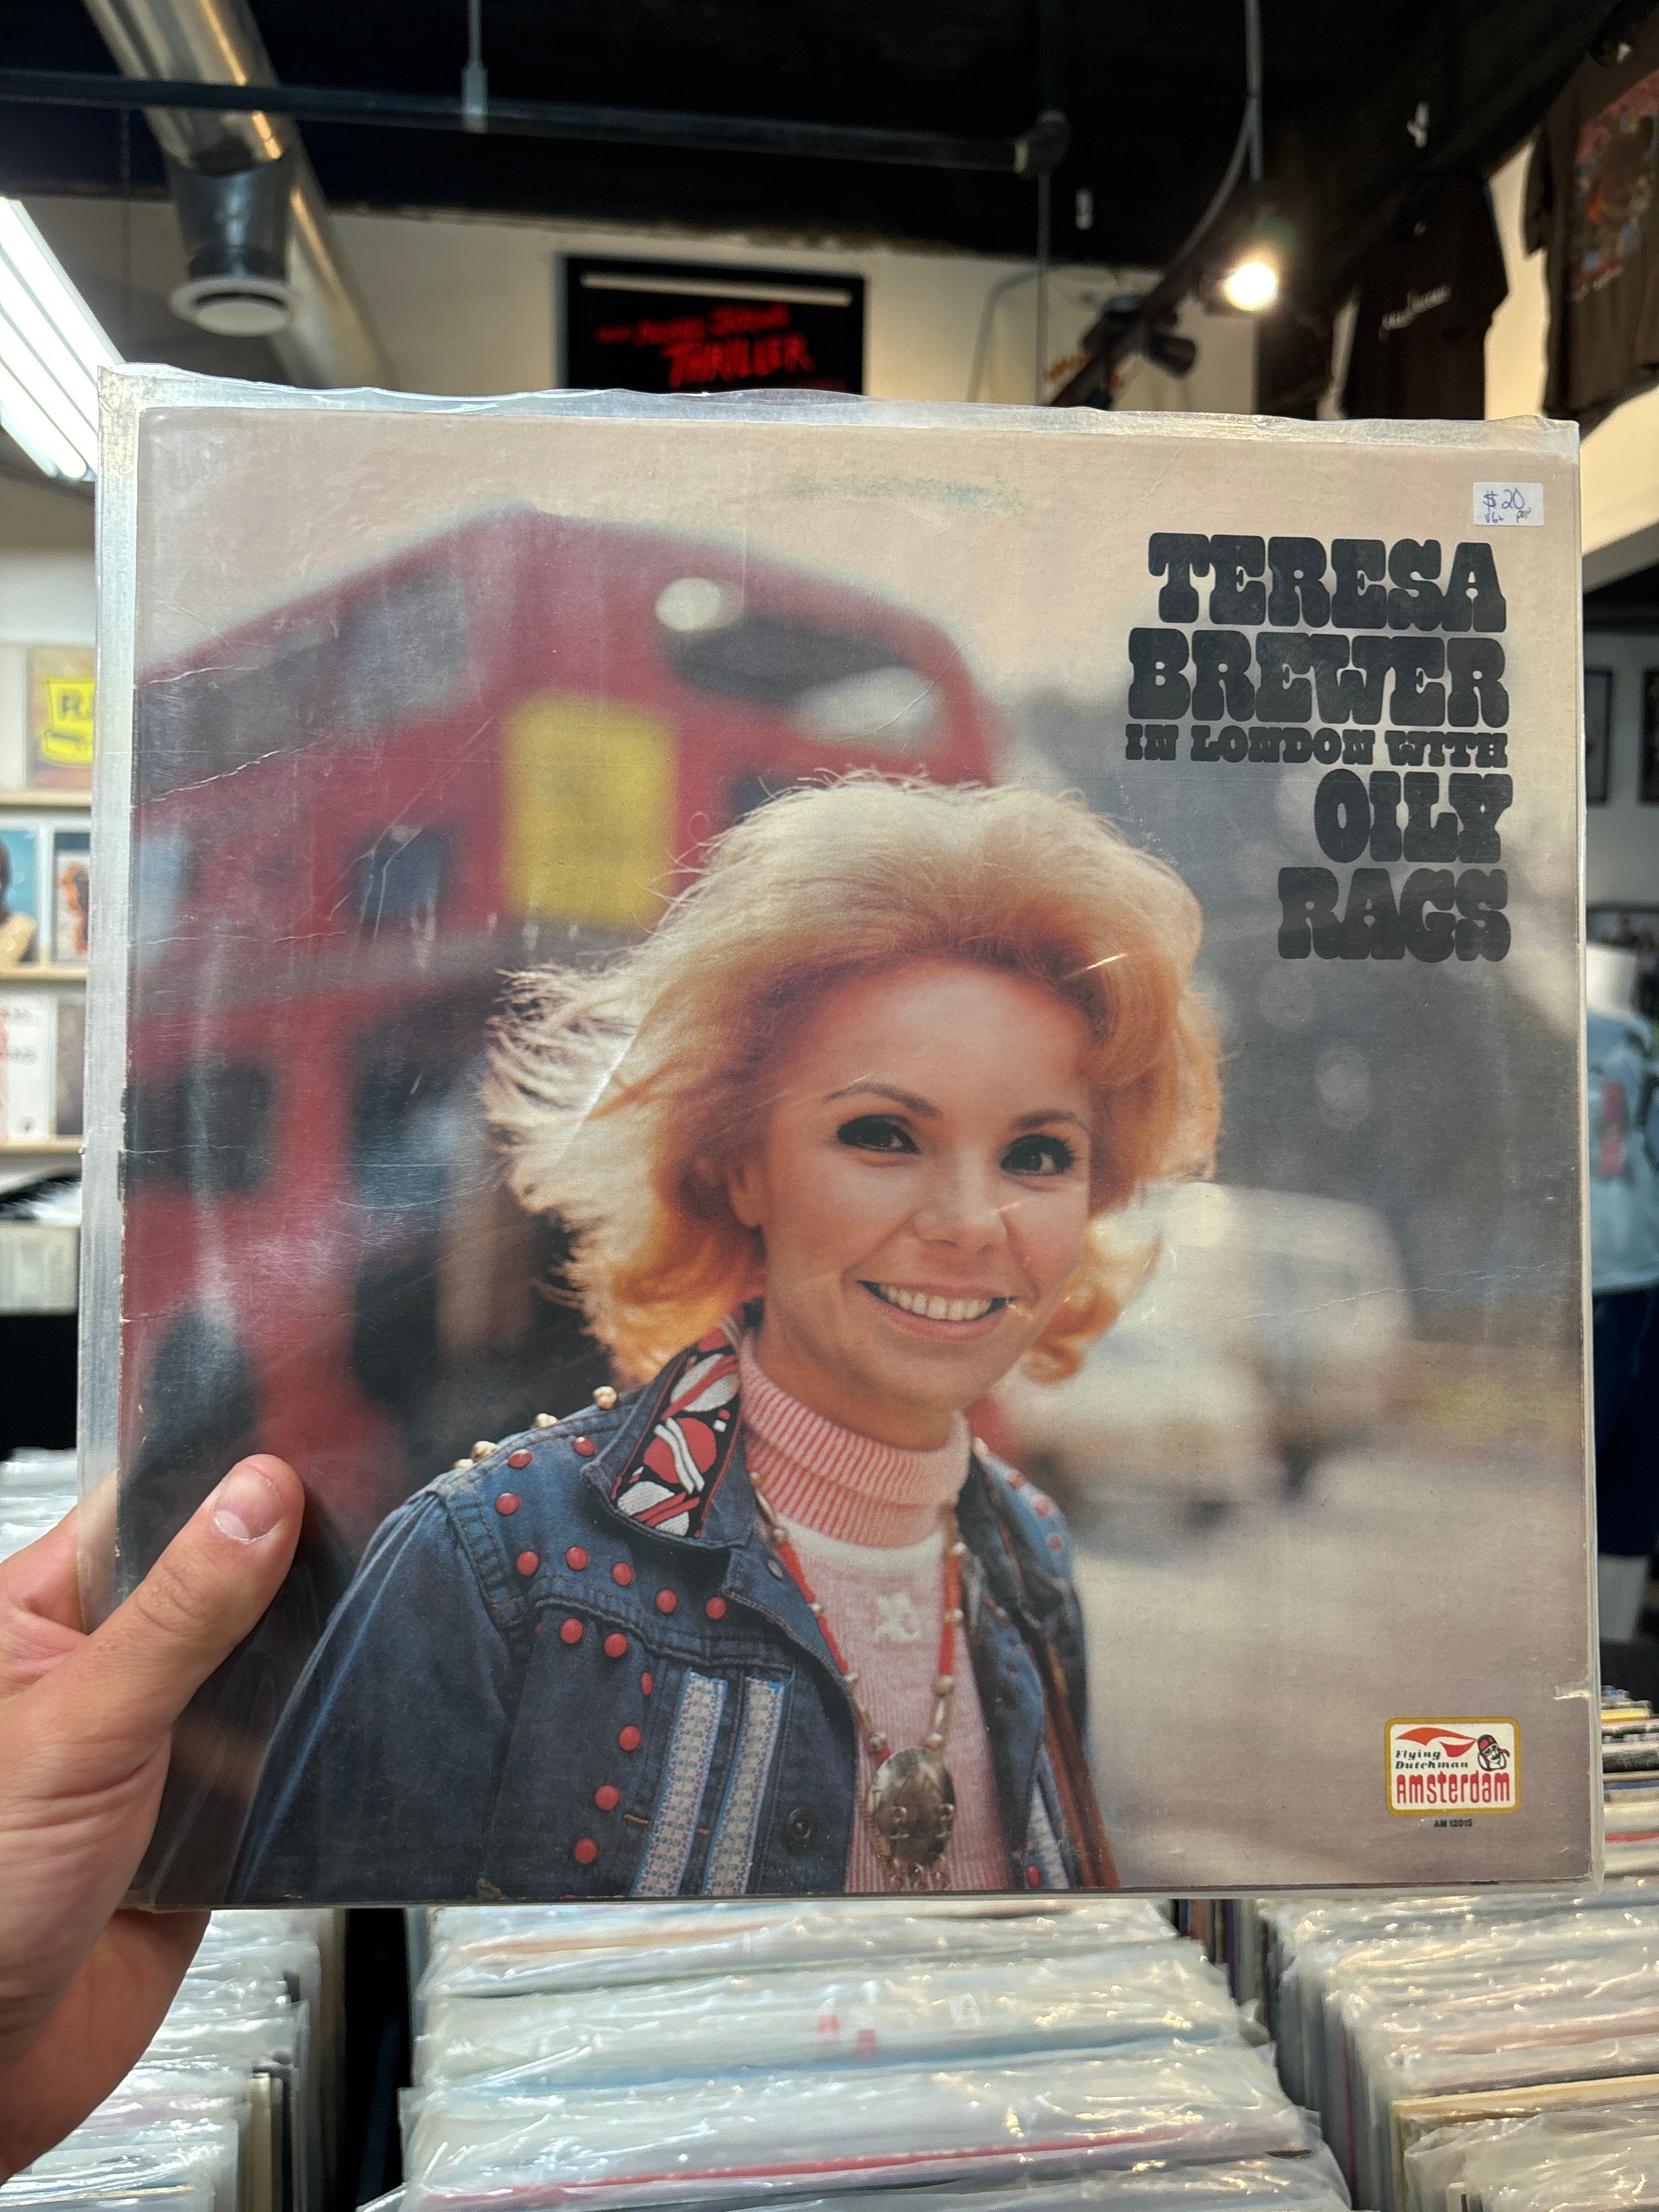 THRILLER
$20
TERESA
BREWER
IN LONDON WITH
OILY
RAGS
Flying
Dutchman
Amsterdam
AM 12015